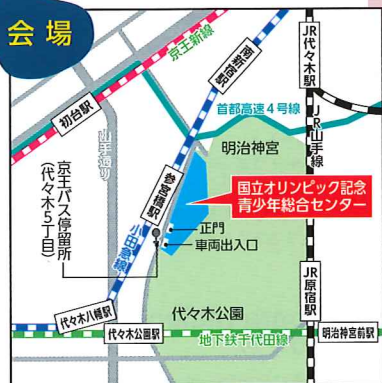 会場
京王新線
南新宿駅
JR代々木駅
初台駅
首都高速4号線
山手通り
明治神宮
JR山手線
参宮橋駅
京王バス停留所
(代々木5丁目)
国立オリンピック記念
青少年総合センター
正門
車両出入口
小田急線
JR原宿駅
代々木公園
代々木八幡駅
代々木公園駅
地下鉄千代田線
明治神宮前駅